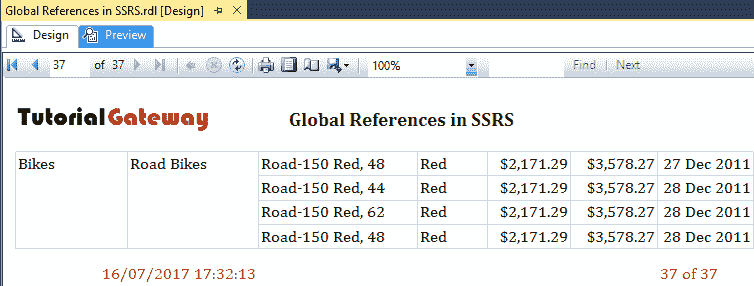 Global References in SSRS.rdl [Design]
Design Preview
37 of 37 100% Find | Next
TutorialGateway Global References in SSRS
Bikes Road Bikes Road-150 Red, 48 Red $2,171.29 $3,578.27 27 Dec 2011
Road-150 Red, 44 Red $2,171.29 $3,578.27 28 Dec 2011
Road-150 Red, 62 Red $2,171.29 $3,578.27 28 Dec 2011
Road-150 Red, 48 Red $2,171.29 $3,578.27 28 Dec 2011
16/07/2017 17:32:13 37 of 37